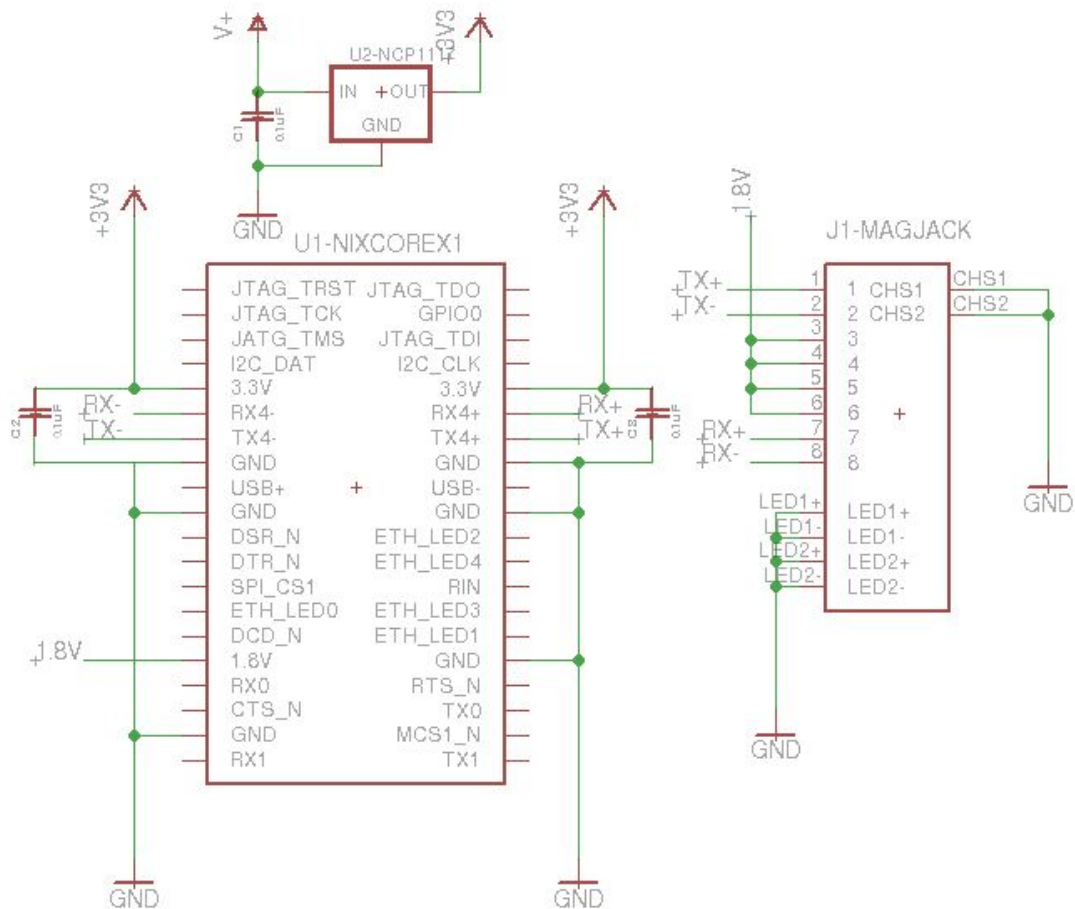 V+
+3V3
U2-NCP111
IN OUT
GND
C1
0.1uF
GND
+3V3
+3V3
U1-NIXCOREX1
JTAG_TRST JTAG_TDO
JTAG_TCK GPIO0
JATG_TMS JTAG_TDI
I2C_DAT I2C_CLK
3.3V 3.3V
RX- RX4- RX4+ RX+
TX- TX4- TX4+ TX+
C2
0.1uF
0.1uF
GND GND
USB+ USB-
GND GND
DSR_N ETH_LED2
DTR_N ETH_LED4
SPI_CS1 RIN
ETH_LED0 ETH_LED3
DCD_N ETH_LED1
1.8V 1.8V GND
RX0 RTS_N
CTS_N TX0
GND MCS1_N
RX1 TX1
GND
GND
1.8V
J1-MAGJACK
TX+ 1 1 CHS1 CHS1
TX- 2 2 CHS2 CHS2
3 3
4 4
5 5
6 6
RX+ 7 7
RX- 8 8
GND
LED1+ LED1+
LED1- LED1-
LED2+ LED2+
LED2- LED2-
GND